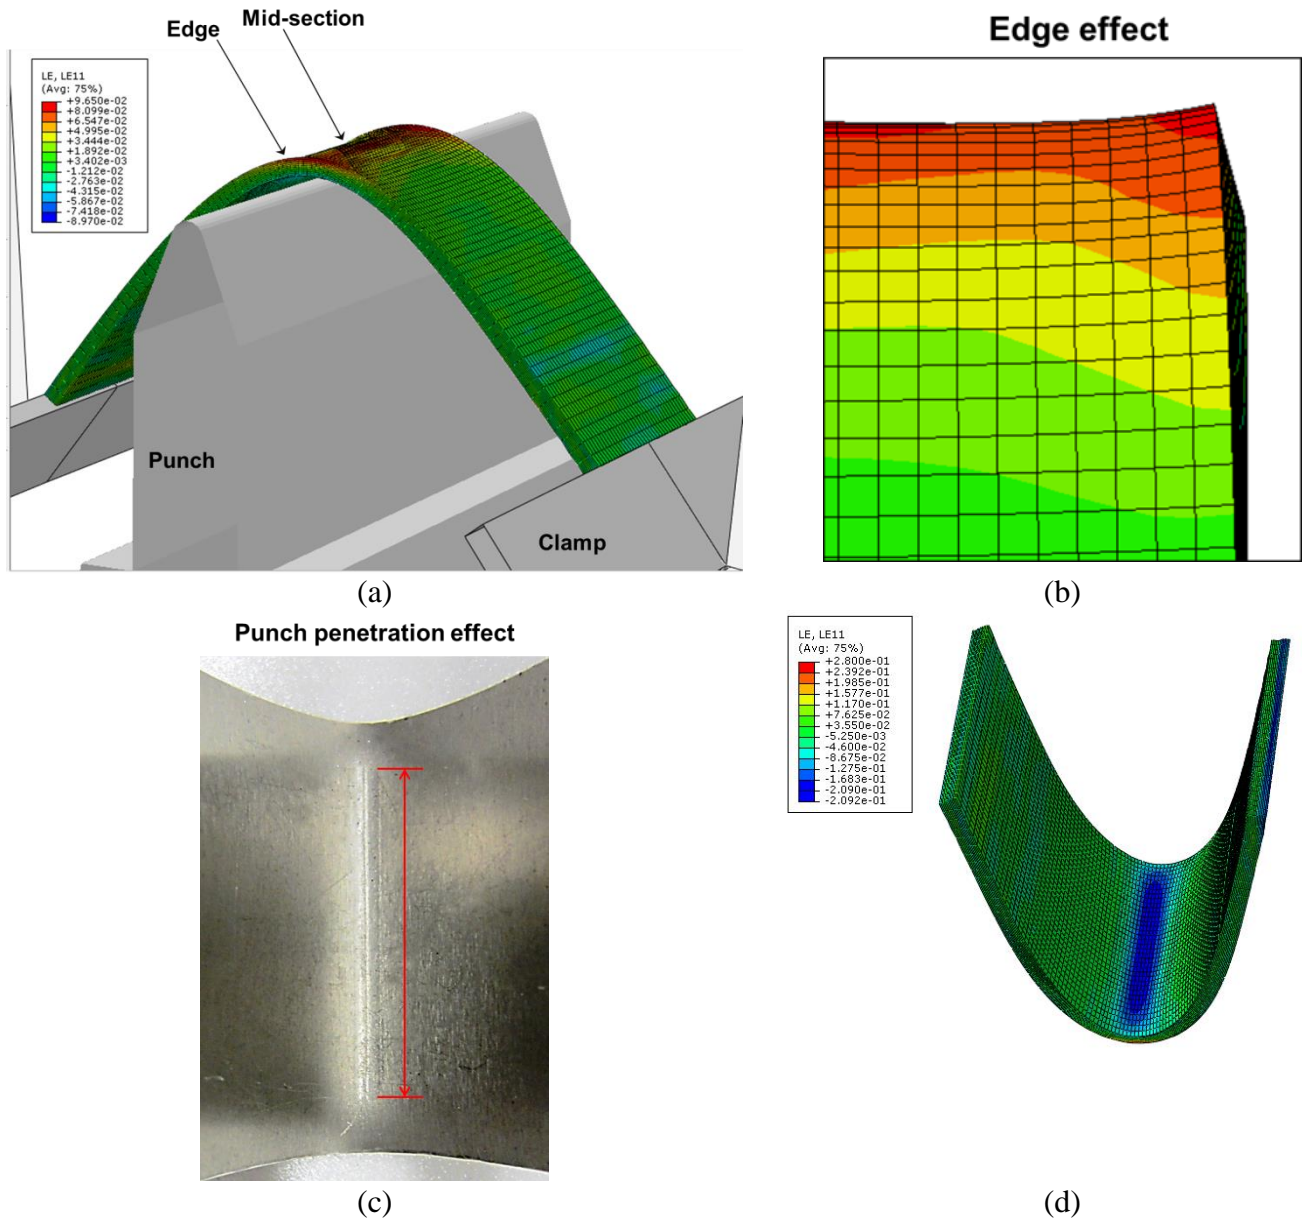 Edge
Mid-section
LE, LE11
(Avg: 75%)
+9.650e-02
+8.099e-02
+6.547e-02
+4.995e-02
+3.444e-02
+1.892e-02
+3.402e-03
-1.212e-02
-2.763e-02
-4.315e-02
-5.867e-02
-7.418e-02
-8.970e-02
Punch
Clamp
(a)
Edge effect
(b)
Punch penetration effect
(c)
LE, LE11
(Avg: 75%)
+2.800e-01
+2.392e-01
+1.985e-01
+1.577e-01
+1.170e-01
+7.625e-02
+3.550e-02
-5.250e-03
-4.600e-02
-8.675e-02
-1.275e-01
-1.683e-01
-2.090e-01
-2.092e-01
(d)